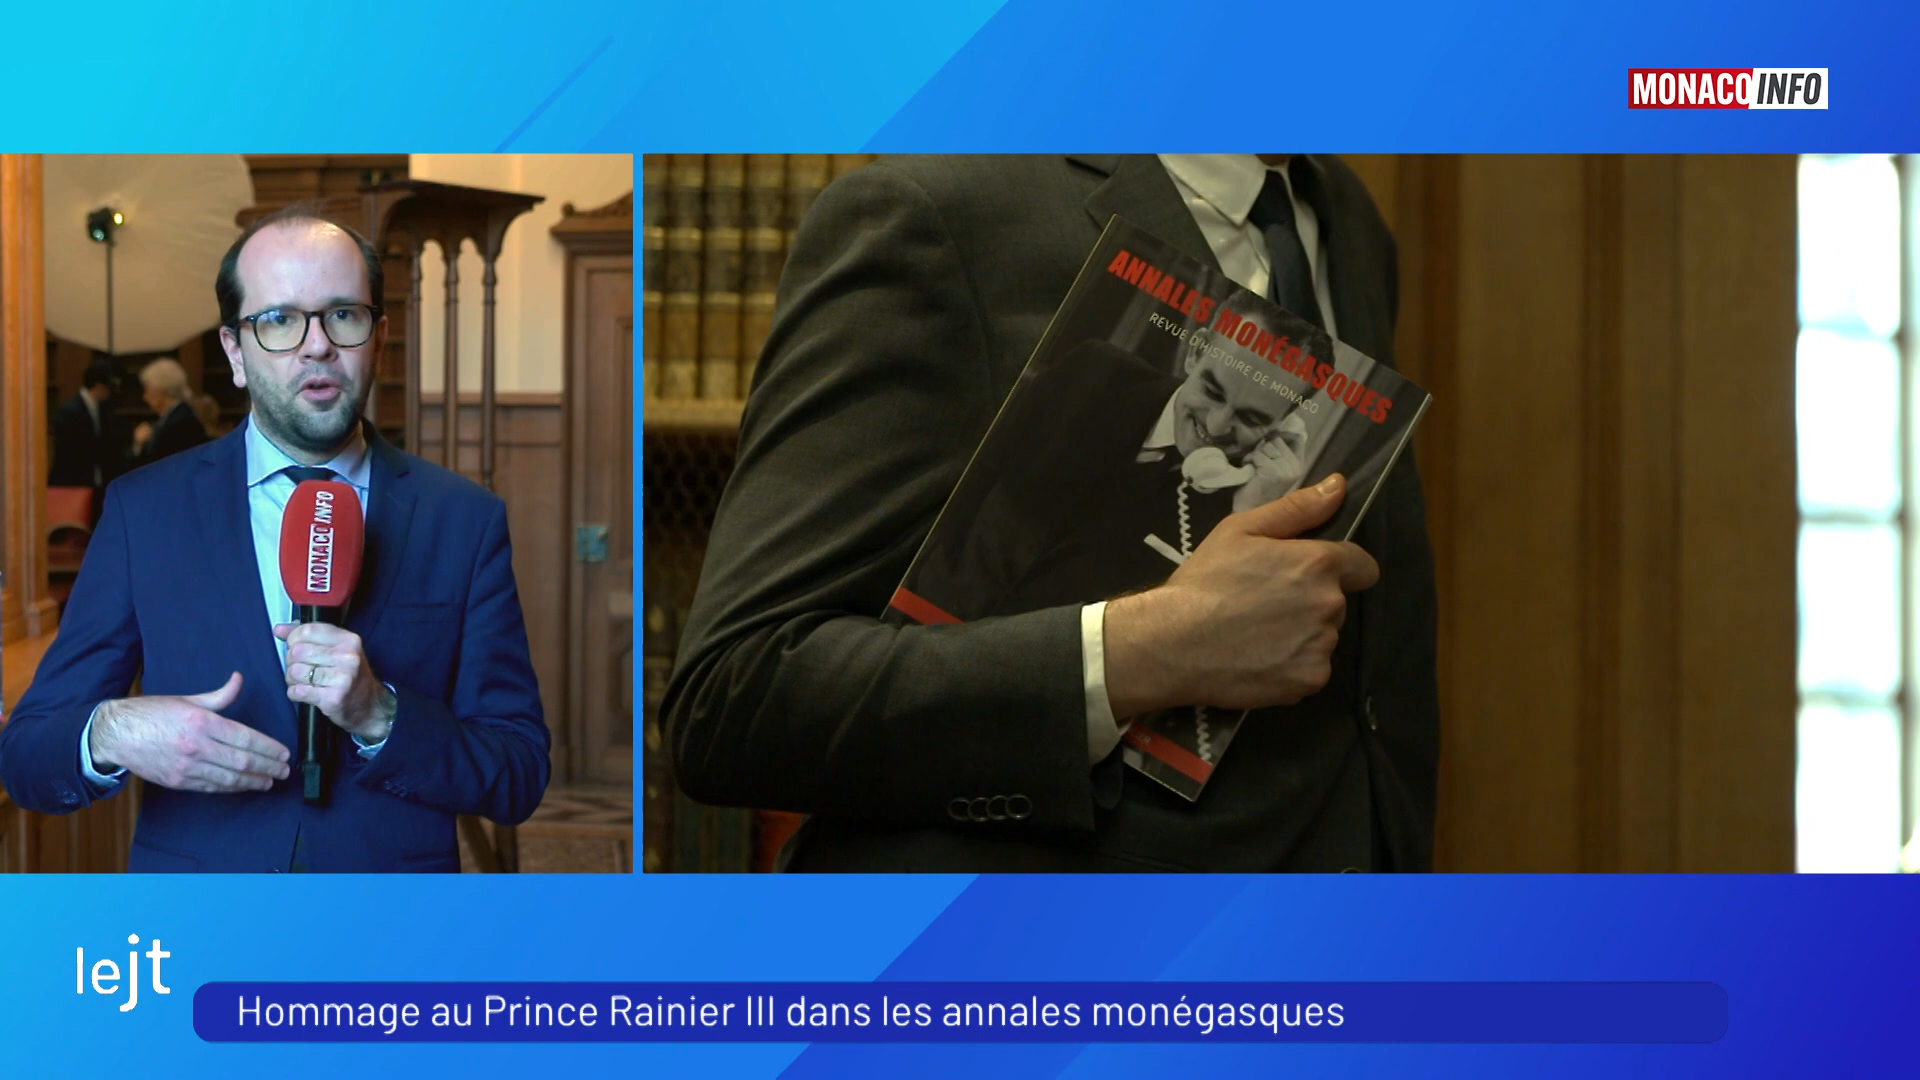 MONACO INFO
MONACO INFO
ANNALES MONÉGASQUES
REVUE D'HISTOIRE DE MONACO
lejt
Hommage au Prince Rainier III dans les annales monégasques